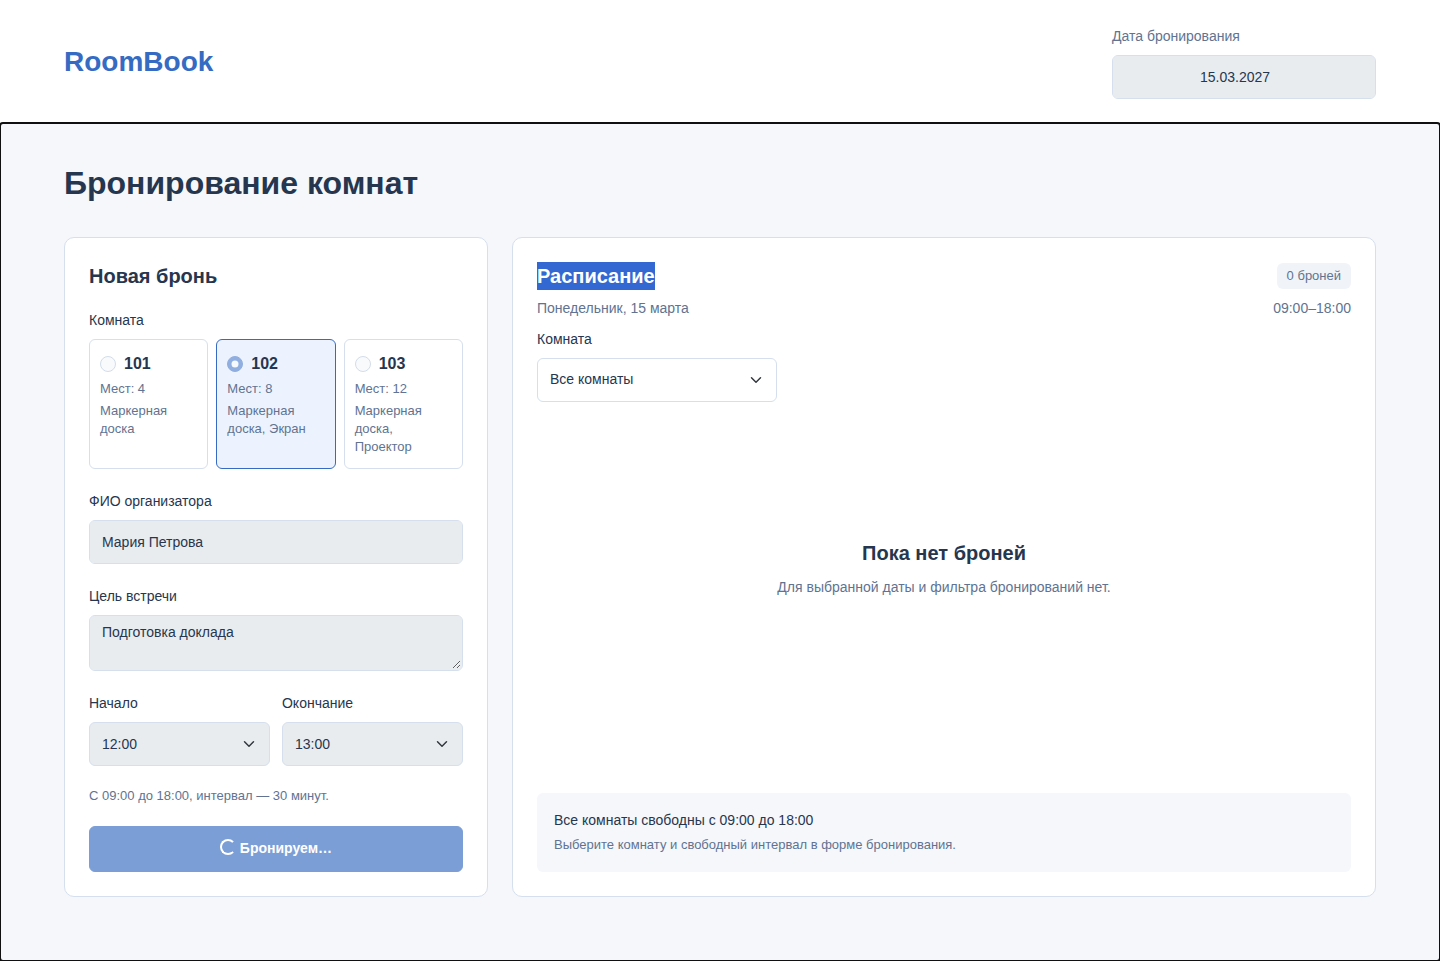 RoomBook
Дата бронирования
15.03.2027
Бронирование комнат
Новая бронь
Комната
101
Мест: 4
Маркерная
доска
102
Мест: 8
Маркерная
доска, Экран
103
Мест: 12
Маркерная
доска,
Проектор
ФИО организатора
Мария Петрова
Цель встречи
Подготовка доклада
Начало
Окончание
12:00
13:00
С 09:00 до 18:00, интервал — 30 минут.
Бронируем…
Расписание
0 броней
Понедельник, 15 марта
09:00–18:00
Комната
Все комнаты
Пока нет броней
Для выбранной даты и фильтра бронирований нет.
Все комнаты свободны с 09:00 до 18:00
Выберите комнату и свободный интервал в форме бронирования.